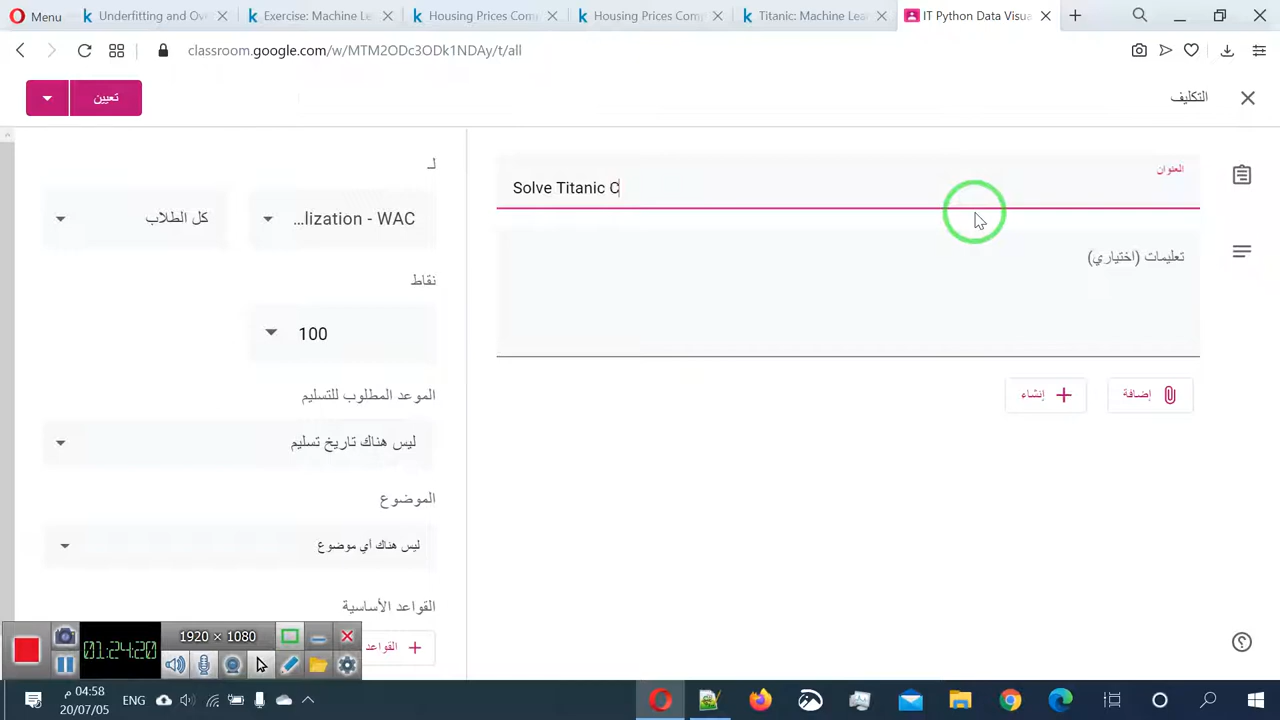 Menu
Underfitting and Ov
Exercise: Machine Le
Housing Prices Com
Housing Prices Comp
Titanic: Machine Lea
IT Python Data Visua
classroom.google.com/w/MTM2ODc3ODk1NDAy/t/all
التكليف
تعيين
العنوان
Solve Titanic C
تعليمات (اختياري)
إضافة
إنشاء
لـ
...lization - WAC
كل الطلاب
نقاط
100
الموعد المطلوب للتسليم
ليس هناك تاريخ تسليم
الموضوع
ليس هناك أي موضوع
القواعد الأساسية
القواعد
01:24:20
1920 × 1080
04:58 م
20/07/05
ENG